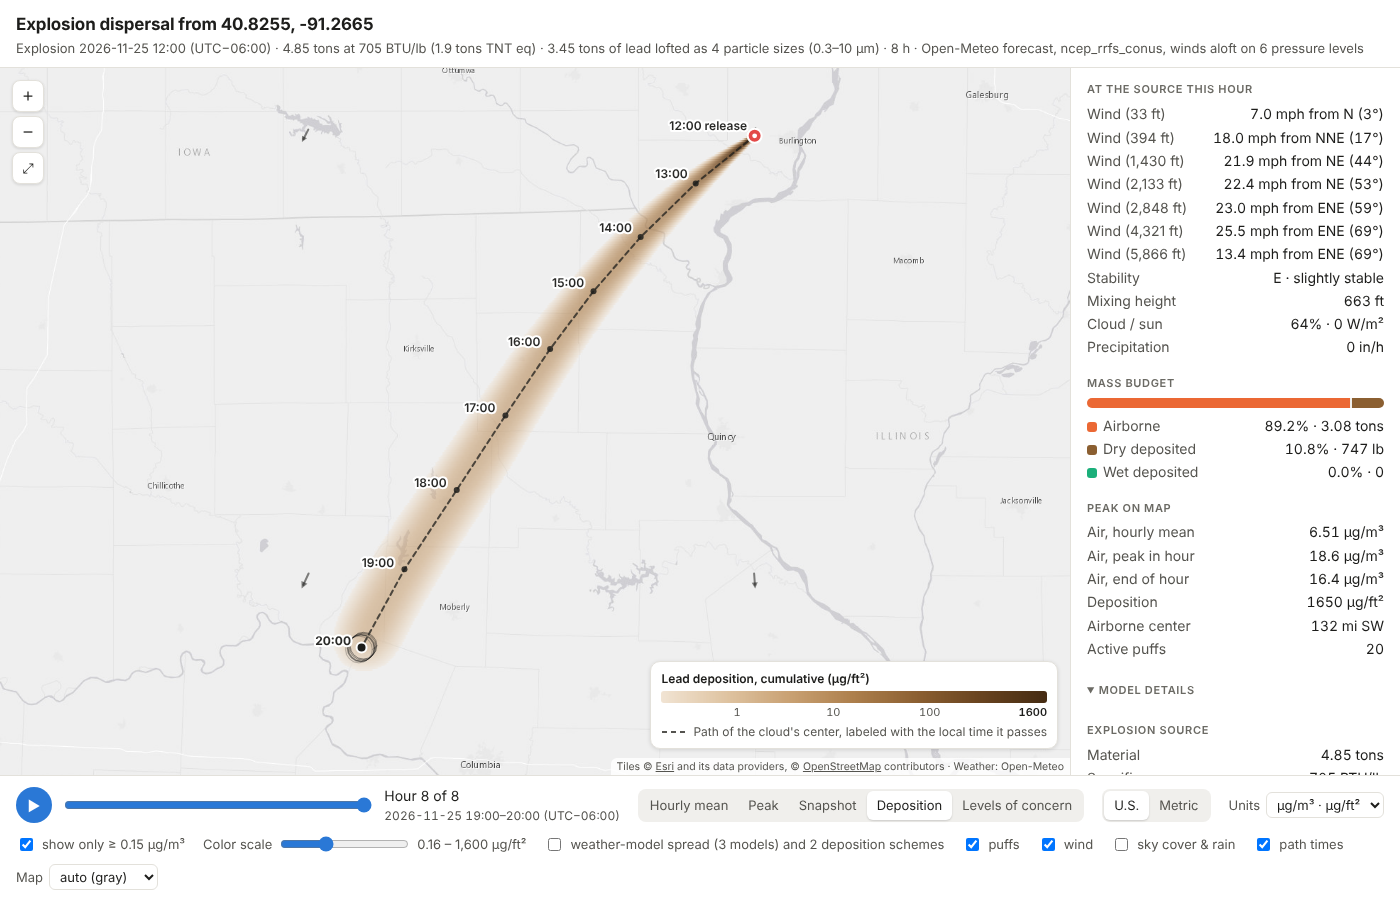 Explosion dispersal from 40.8255, -91.2665
Explosion 2026-11-25 12:00 (UTC−06:00) · 4.85 tons at 705 BTU/lb (1.9 tons TNT eq) · 3.45 tons of lead lofted as 4 particle sizes (0.3–10 µm) · 8 h · Open-Meteo forecast, ncep_rrfs_conus, winds aloft on 6 pressure levels
+
−
Ottumwa
Galesburg
IOWA
12:00 release
Burlington
13:00
14:00
Macomb
15:00
16:00
Kirksville
17:00
Quincy
ILLINOIS
18:00
Chillicothe
Jacksonville
19:00
Moberly
20:00
Columbia
Lead deposition, cumulative (µg/ft²)
1 10 100 1600
Path of the cloud's center, labeled with the local time it passes
Tiles © Esri and its data providers, © OpenStreetMap contributors · Weather: Open-Meteo
AT THE SOURCE THIS HOUR
Wind (33 ft) 7.0 mph from N (3°)
Wind (394 ft) 18.0 mph from NNE (17°)
Wind (1,430 ft) 21.9 mph from NE (44°)
Wind (2,133 ft) 22.4 mph from NE (53°)
Wind (2,848 ft) 23.0 mph from ENE (59°)
Wind (4,321 ft) 25.5 mph from ENE (69°)
Wind (5,866 ft) 13.4 mph from ENE (69°)
Stability E · slightly stable
Mixing height 663 ft
Cloud / sun 64% · 0 W/m²
Precipitation 0 in/h
MASS BUDGET
Airborne 89.2% · 3.08 tons
Dry deposited 10.8% · 747 lb
Wet deposited 0.0% · 0
PEAK ON MAP
Air, hourly mean 6.51 µg/m³
Air, peak in hour 18.6 µg/m³
Air, end of hour 16.4 µg/m³
Deposition 1650 µg/ft²
Airborne center 132 mi SW
Active puffs 20
▼ MODEL DETAILS
EXPLOSION SOURCE
Material 4.85 tons
Hour 8 of 8
2026-11-25 19:00–20:00 (UTC−06:00)
Hourly mean Peak Snapshot Deposition Levels of concern
U.S. Metric
Units µg/m³ · µg/ft²
show only ≥ 0.15 µg/m³
Color scale 0.16 – 1,600 µg/ft²
weather-model spread (3 models) and 2 deposition schemes
puffs
wind
sky cover & rain
path times
Map auto (gray)